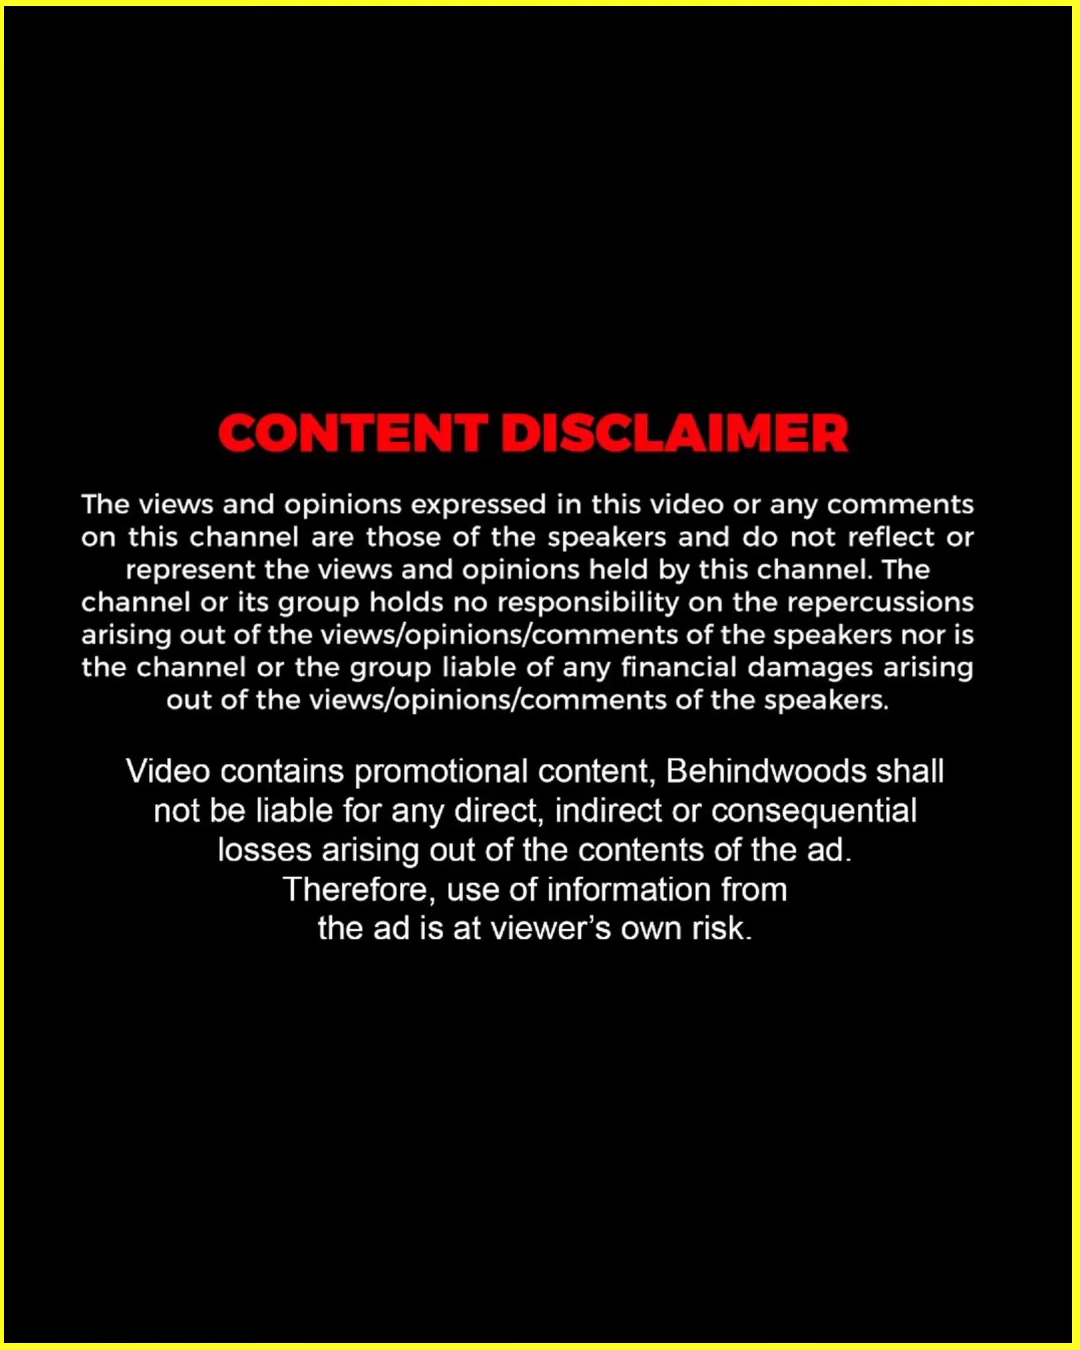 CONTENT DISCLAIMER
The views and opinions expressed in this video or any comments
on this channel are those of the speakers and do not reflect or
represent the views and opinions held by this channel. The
channel or its group holds no responsibility on the repercussions
arising out of the views/opinions/comments of the speakers nor is
the channel or the group liable of any financial damages arising
out of the views/opinions/comments of the speakers.
Video contains promotional content, Behindwoods shall
not be liable for any direct, indirect or consequential
losses arising out of the contents of the ad.
Therefore, use of information from
the ad is at viewer’s own risk.